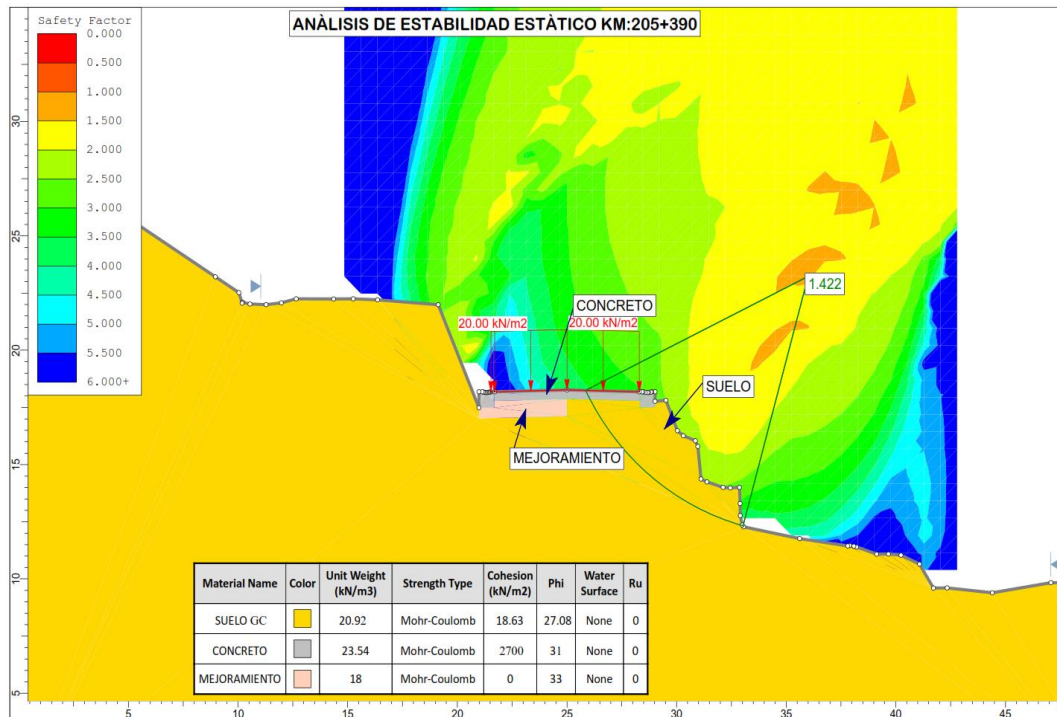 Safety Factor
0.000
0.500
1.000
1.500
2.000
2.500
3.000
3.500
4.000
4.500
5.000
5.500
6.000+
ANÀLISIS DE ESTABILIDAD ESTÀTICO KM:205+390
1.422
CONCRETO
20.00 kN/m2
20.00 kN/m2
SUELO
MEJORAMIENTO
Material Name Color Unit Weight (kN/m3) Strength Type Cohesion (kN/m2) Phi Water Surface Ru
SUELO GC 20.92 Mohr-Coulomb 18.63 27.08 None 0
CONCRETO 23.54 Mohr-Coulomb 2700 31 None 0
MEJORAMIENTO 18 Mohr-Coulomb 0 33 None 0
30
25
20
15
10
5
5 10 15 20 25 30 35 40 45